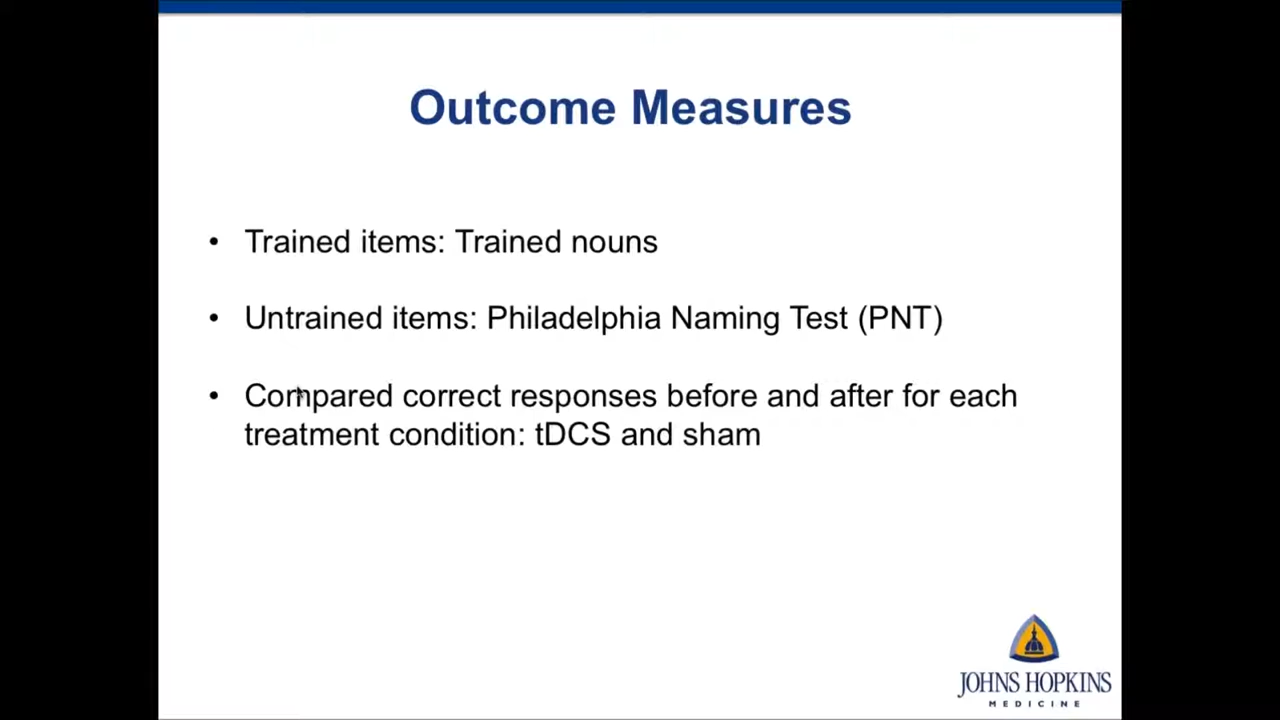 Outcome Measures
• Trained items: Trained nouns
• Untrained items: Philadelphia Naming Test (PNT)
• Compared correct responses before and after for each
treatment condition: tDCS and sham
JOHNS HOPKINS
MEDICINE